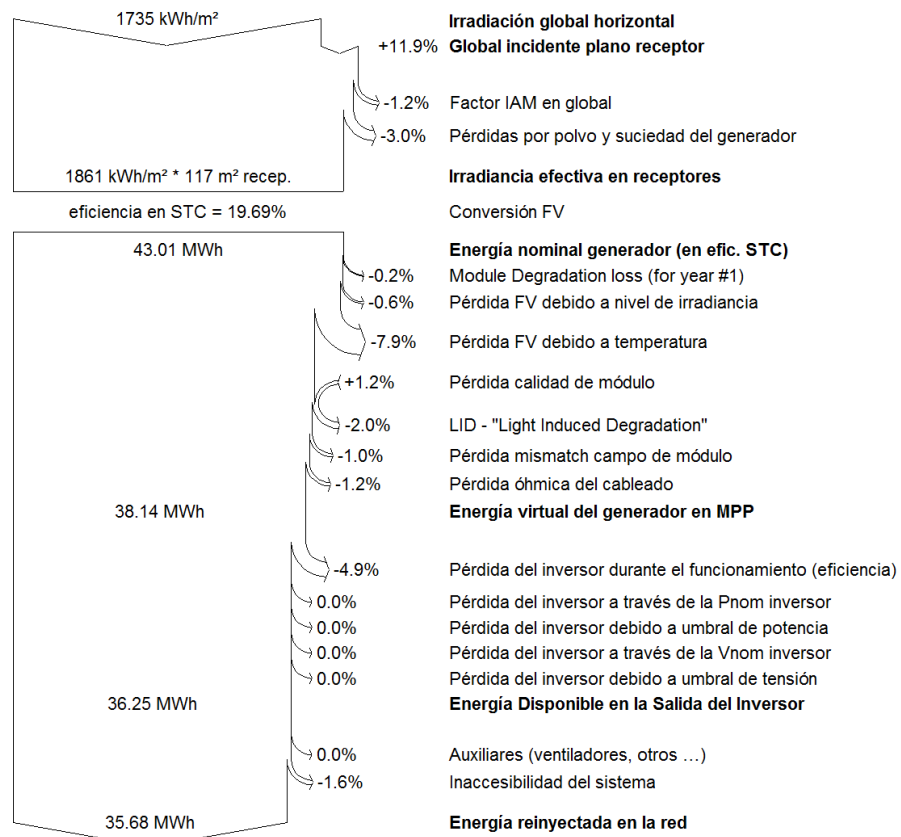 1735 kWh/m² Irradiación global horizontal
+11.9% Global incidente plano receptor
-1.2% Factor IAM en global
-3.0% Pérdidas por polvo y suciedad del generador
1861 kWh/m² * 117 m² recep. Irradiancia efectiva en receptores
eficiencia en STC = 19.69% Conversión FV
43.01 MWh Energía nominal generador (en efic. STC)
-0.2% Module Degradation loss (for year #1)
-0.6% Pérdida FV debido a nivel de irradiancia
-7.9% Pérdida FV debido a temperatura
+1.2% Pérdida calidad de módulo
-2.0% LID - "Light Induced Degradation"
-1.0% Pérdida mismatch campo de módulo
-1.2% Pérdida óhmica del cableado
38.14 MWh Energía virtual del generador en MPP
-4.9% Pérdida del inversor durante el funcionamiento (eficiencia)
0.0% Pérdida del inversor a través de la Pnom inversor
0.0% Pérdida del inversor debido a umbral de potencia
0.0% Pérdida del inversor a través de la Vnom inversor
0.0% Pérdida del inversor debido a umbral de tensión
36.25 MWh Energía Disponible en la Salida del Inversor
0.0% Auxiliares (ventiladores, otros ...)
-1.6% Inaccesibilidad del sistema
35.68 MWh Energía reinyectada en la red